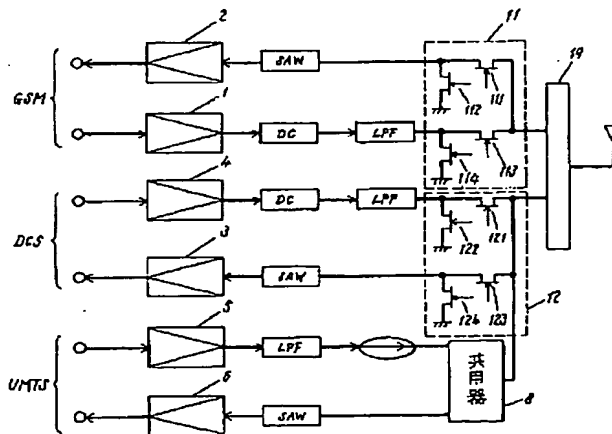 2
11
SAW
112
111
19
GSM
1
DC
LPF
114
113
4
DC
LPF
122
121
DCS
3
SAW
124
123
12
5
LPF
UMTS
6
SAW
共用器
8